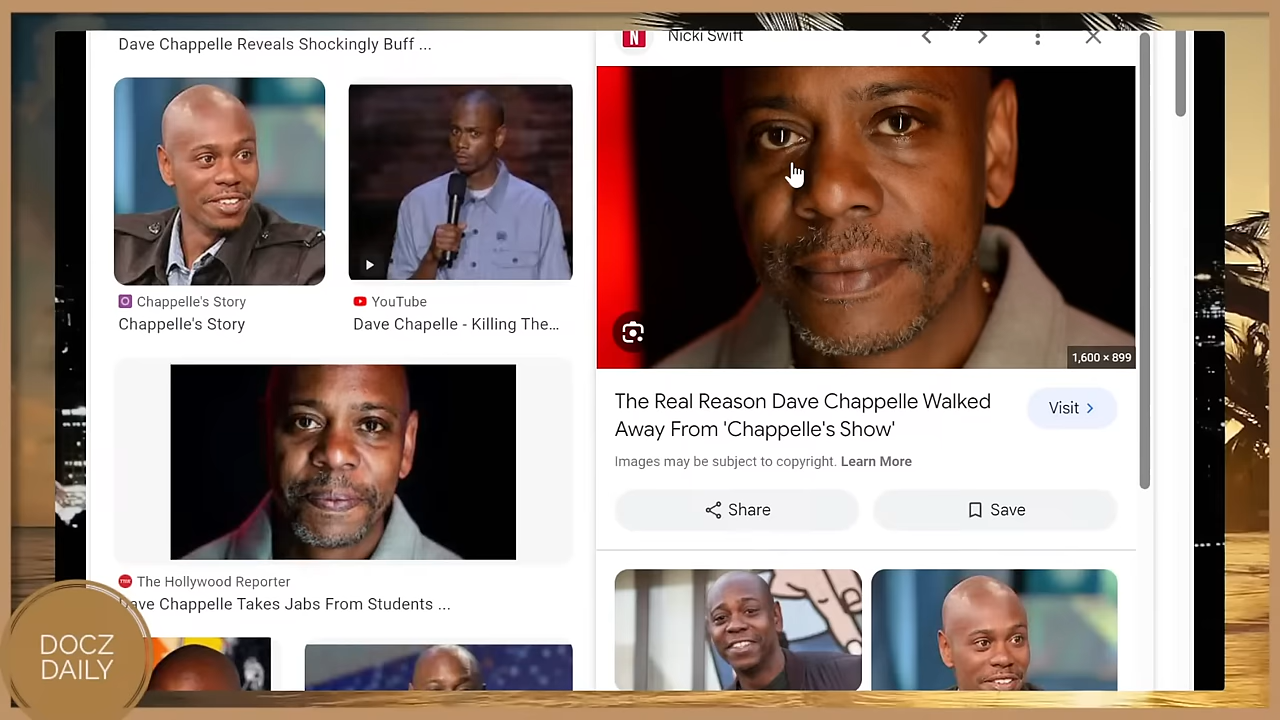 Dave Chappelle Reveals Shockingly Buff ...
Chappelle's Story
Chappelle's Story
YouTube
Dave Chapelle - Killing The...
The Hollywood Reporter
Dave Chappelle Takes Jabs From Students ...
N Nicki Swift
1,600 × 899
The Real Reason Dave Chappelle Walked
Away From 'Chappelle's Show'
Visit
Images may be subject to copyright. Learn More
Share
Save
DOCZ
DAILY